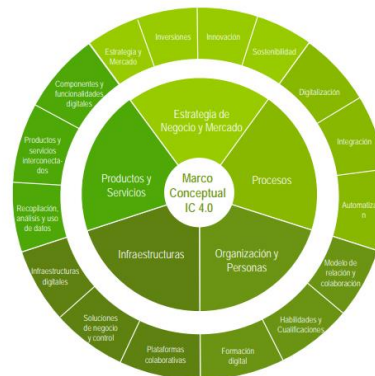 Inversiones
Innovación
Estrategia y
Mercado
Sostenibilidad
Componentes y
funcionalidades
digitales
Digitalización
Estrategia de
Negocio y Mercado
Productos y
servicios
interconecta-
dos
Integración
Productos y
Servicios
Marco
Conceptual
IC 4.0
Procesos
Recopilación,
análisis y uso
de datos
Automatizació
n
Infraestructuras
Organización y
Personas
Infraestructuras
digitales
Modelo de
relación y
colaboración
Soluciones
de negocio
y control
Habilidades y
Cualificaciones
Plataformas
colaborativas
Formación
digital